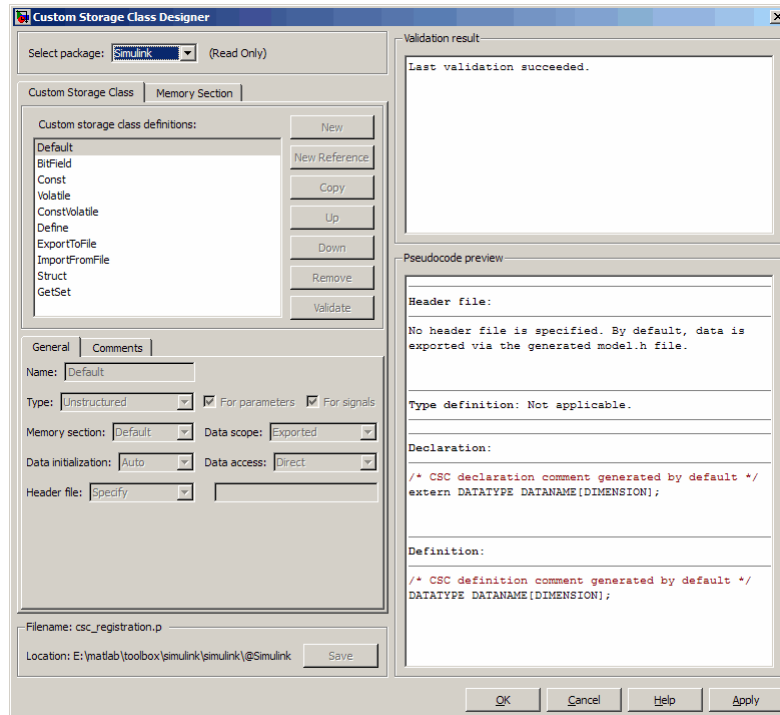 Custom Storage Class Designer
Select package: Simulink (Read Only)
Custom Storage Class Memory Section
Custom storage class definitions:
Default
BitField
Const
Volatile
ConstVolatile
Define
ExportToFile
ImportFromFile
Struct
GetSet
New
New Reference
Copy
Up
Down
Remove
Validate
General Comments
Name: Default
Type: Unstructured For parameters For signals
Memory section: Default Data scope: Exported
Data initialization: Auto Data access: Direct
Header file: Specify
Filename: csc_registration.p
Location: E:\matlab\toolbox\simulink\simulink\@Simulink Save
Validation result
Last validation succeeded.
Pseudocode preview
Header file:
No header file is specified. By default, data is
exported via the generated model.h file.
Type definition: Not applicable.
Declaration:
/* CSC declaration comment generated by default */
extern DATATYPE DATANAME[DIMENSION];
Definition:
/* CSC definition comment generated by default */
DATATYPE DATANAME[DIMENSION];
OK Cancel Help Apply